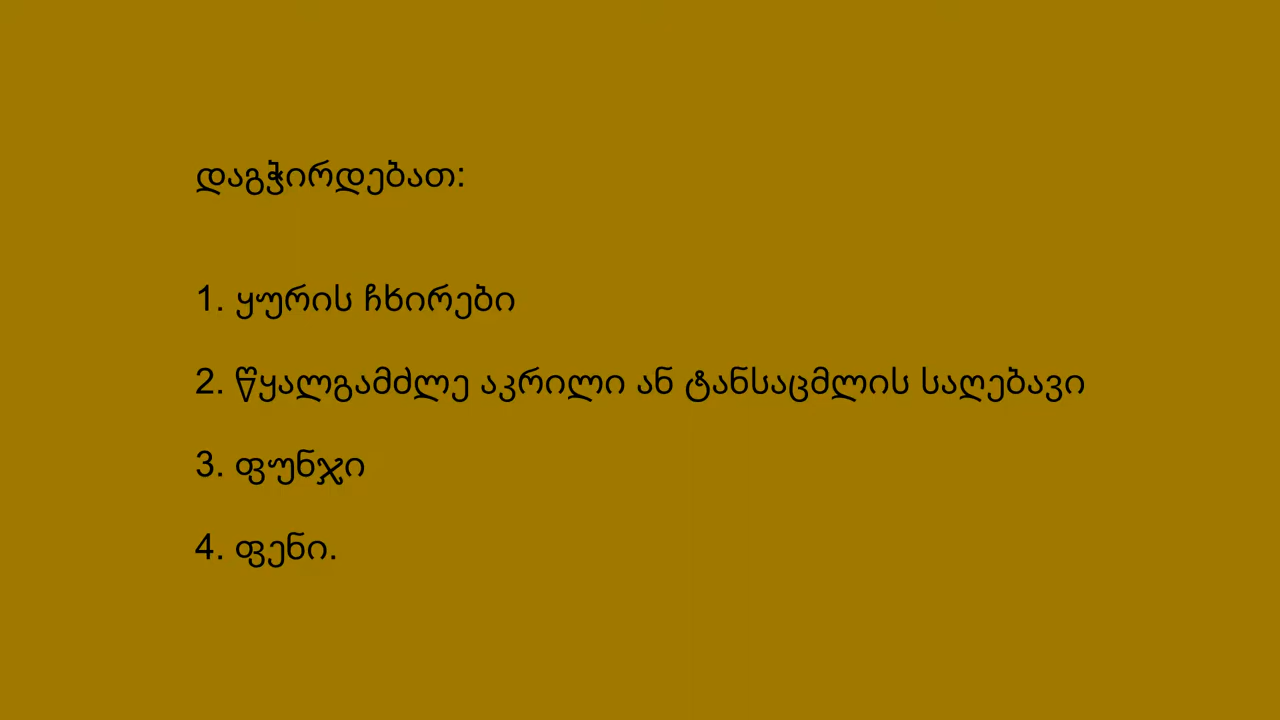 დაგჭირდებათ:
1. ყურის ჩხირები
2. წყალგამძლე აკრილი ან ტანსაცმლის საღებავი
3. ფუნჯი
4. ფენი.